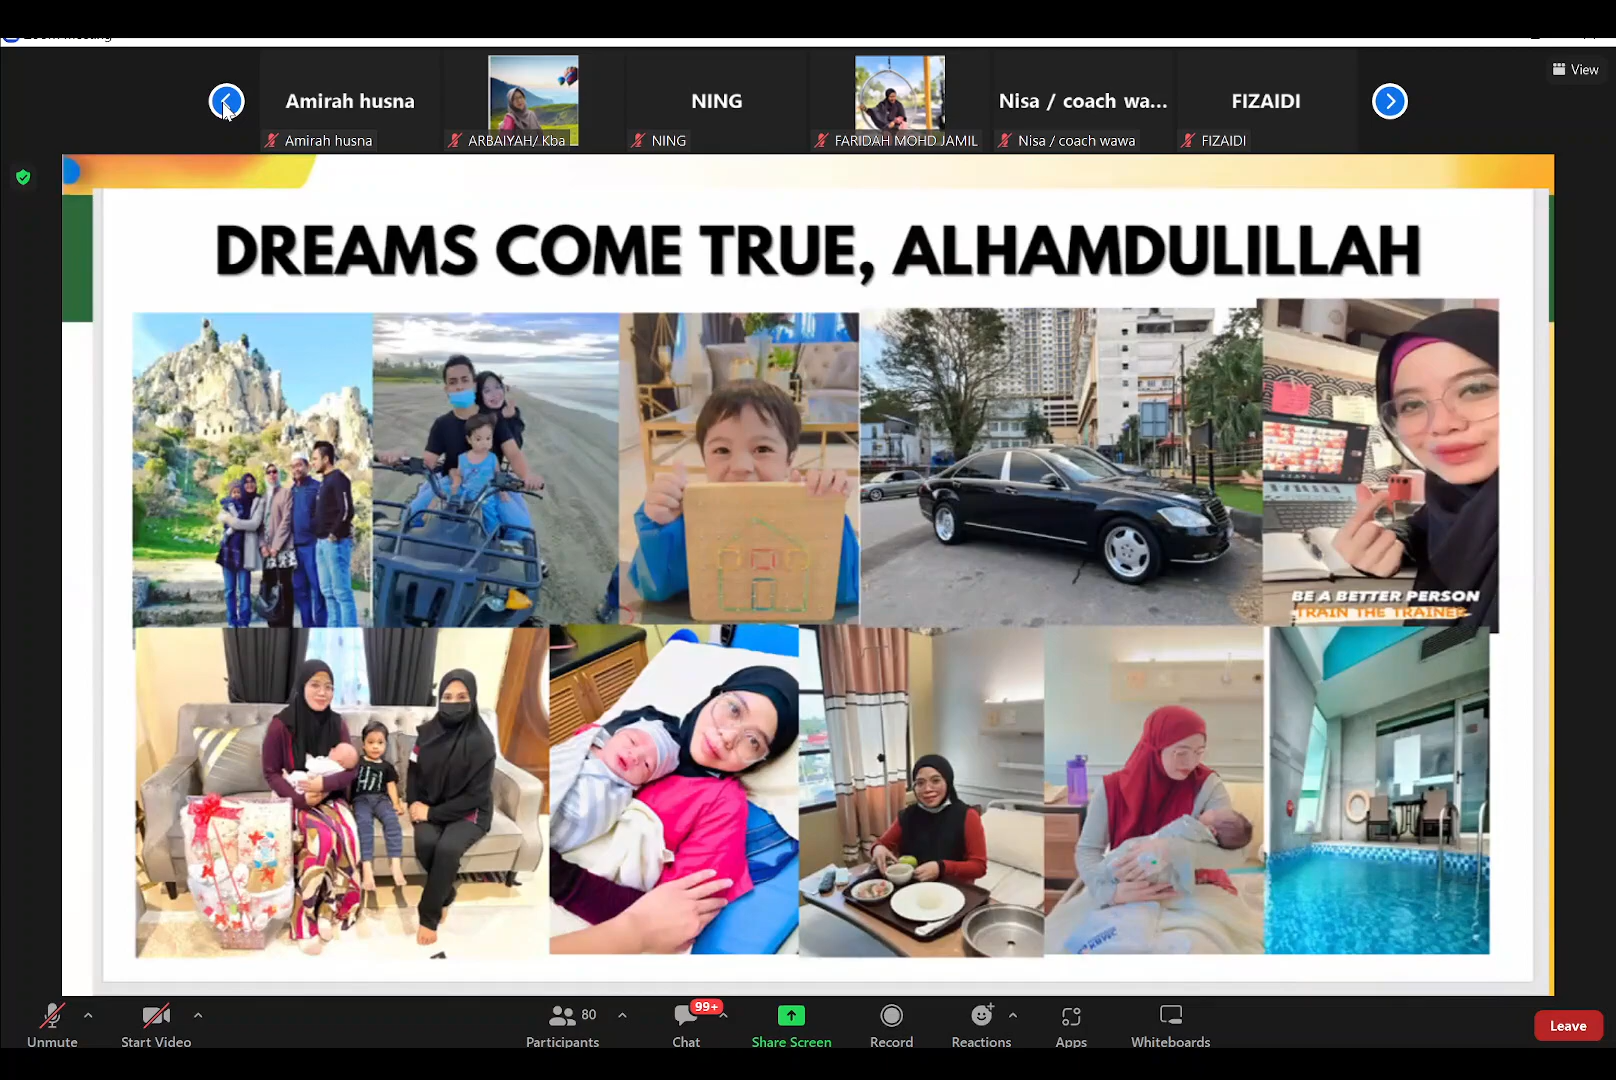 View
Amirah husna
NING
Nisa / coach wa...
FIZAIDI
Amirah husna
ARBAIYAH/ Kba
NING
FARIDAH MOHD JAMIL
Nisa / coach wawa
FIZAIDI
DREAMS COME TRUE, ALHAMDULILLAH
BE A BETTER PERSON
TRAIN THE TRAINER
80
99+
Unmute
Start Video
Participants
Chat
Share Screen
Record
Reactions
Apps
Whiteboards
Leave